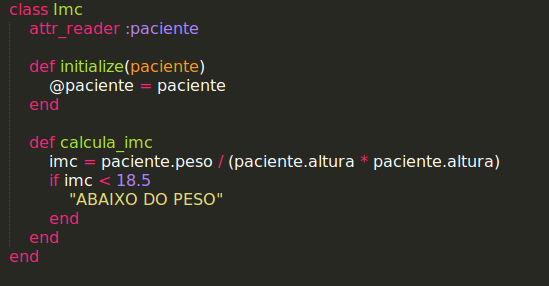 class Imc
    attr_reader :paciente

    def initialize(paciente)
        @paciente = paciente
    end

    def calcula_imc
        imc = paciente.peso / (paciente.altura * paciente.altura)
        if imc < 18.5
            "ABAIXO DO PESO"
        end
    end
end